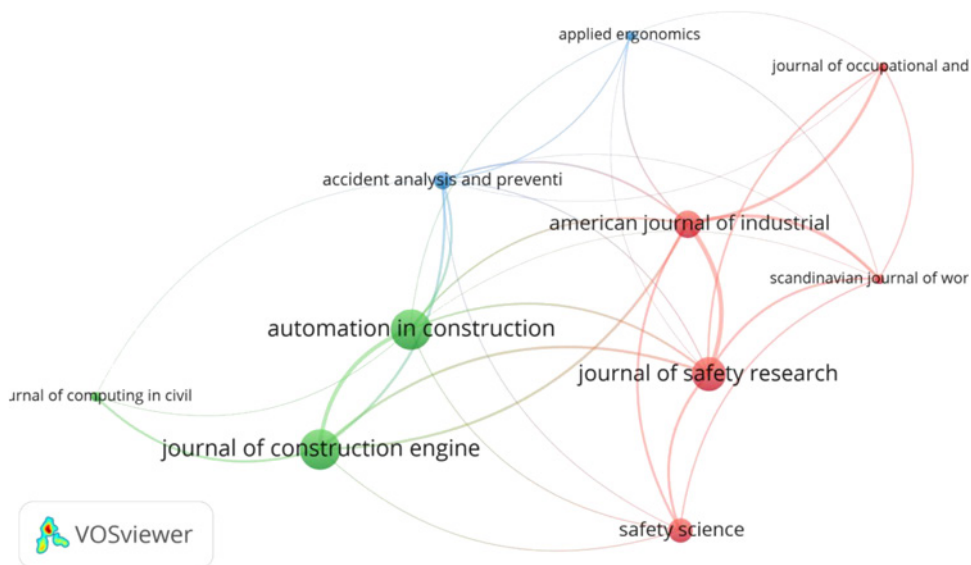 applied ergonomics
journal of occupational and
accident analysis and preventi
american journal of industrial
scandinavian journal of wor
automation in construction
journal of safety research
urnal of computing in civil
journal of construction engine
safety science
VOSviewer